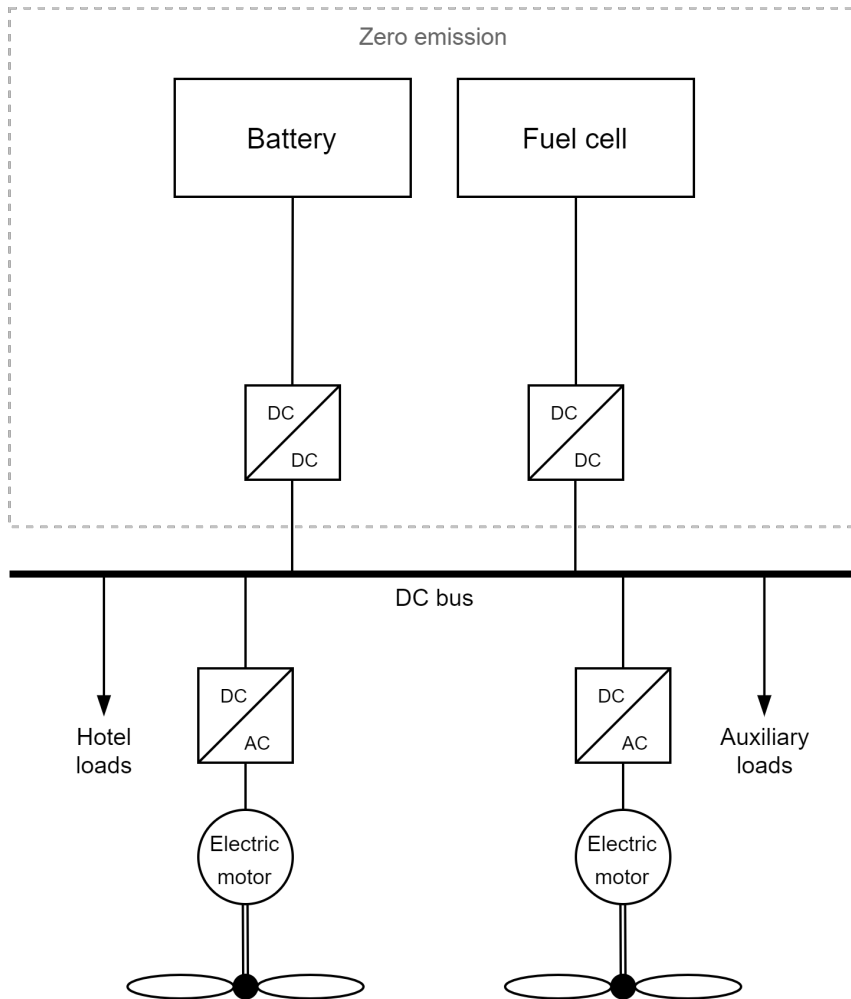 Zero emission
Battery
Fuel cell
DC
DC
DC
DC
DC bus
DC
AC
DC
AC
Hotel
loads
Auxiliary
loads
Electric
motor
Electric
motor